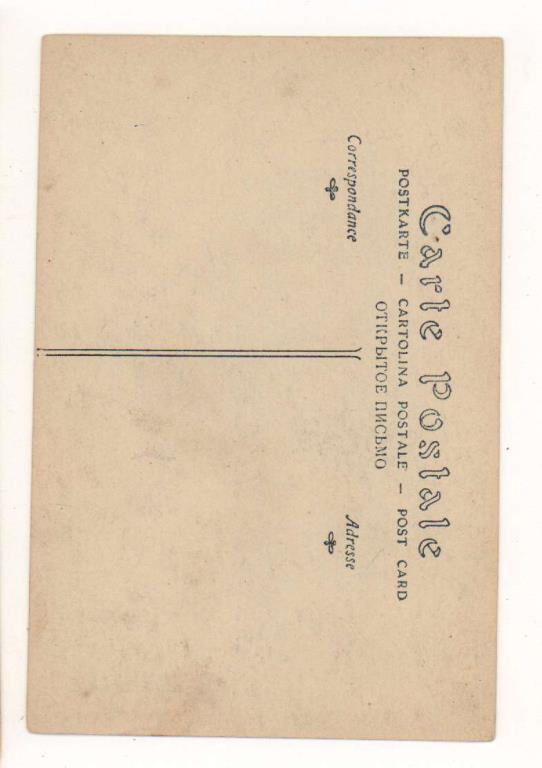 Carte Postale
POSTKARTE — CARTOLINA POSTALE — POST CARD
ОТКРЫТОЕ ПИСЬМО
Correspondance
Adresse